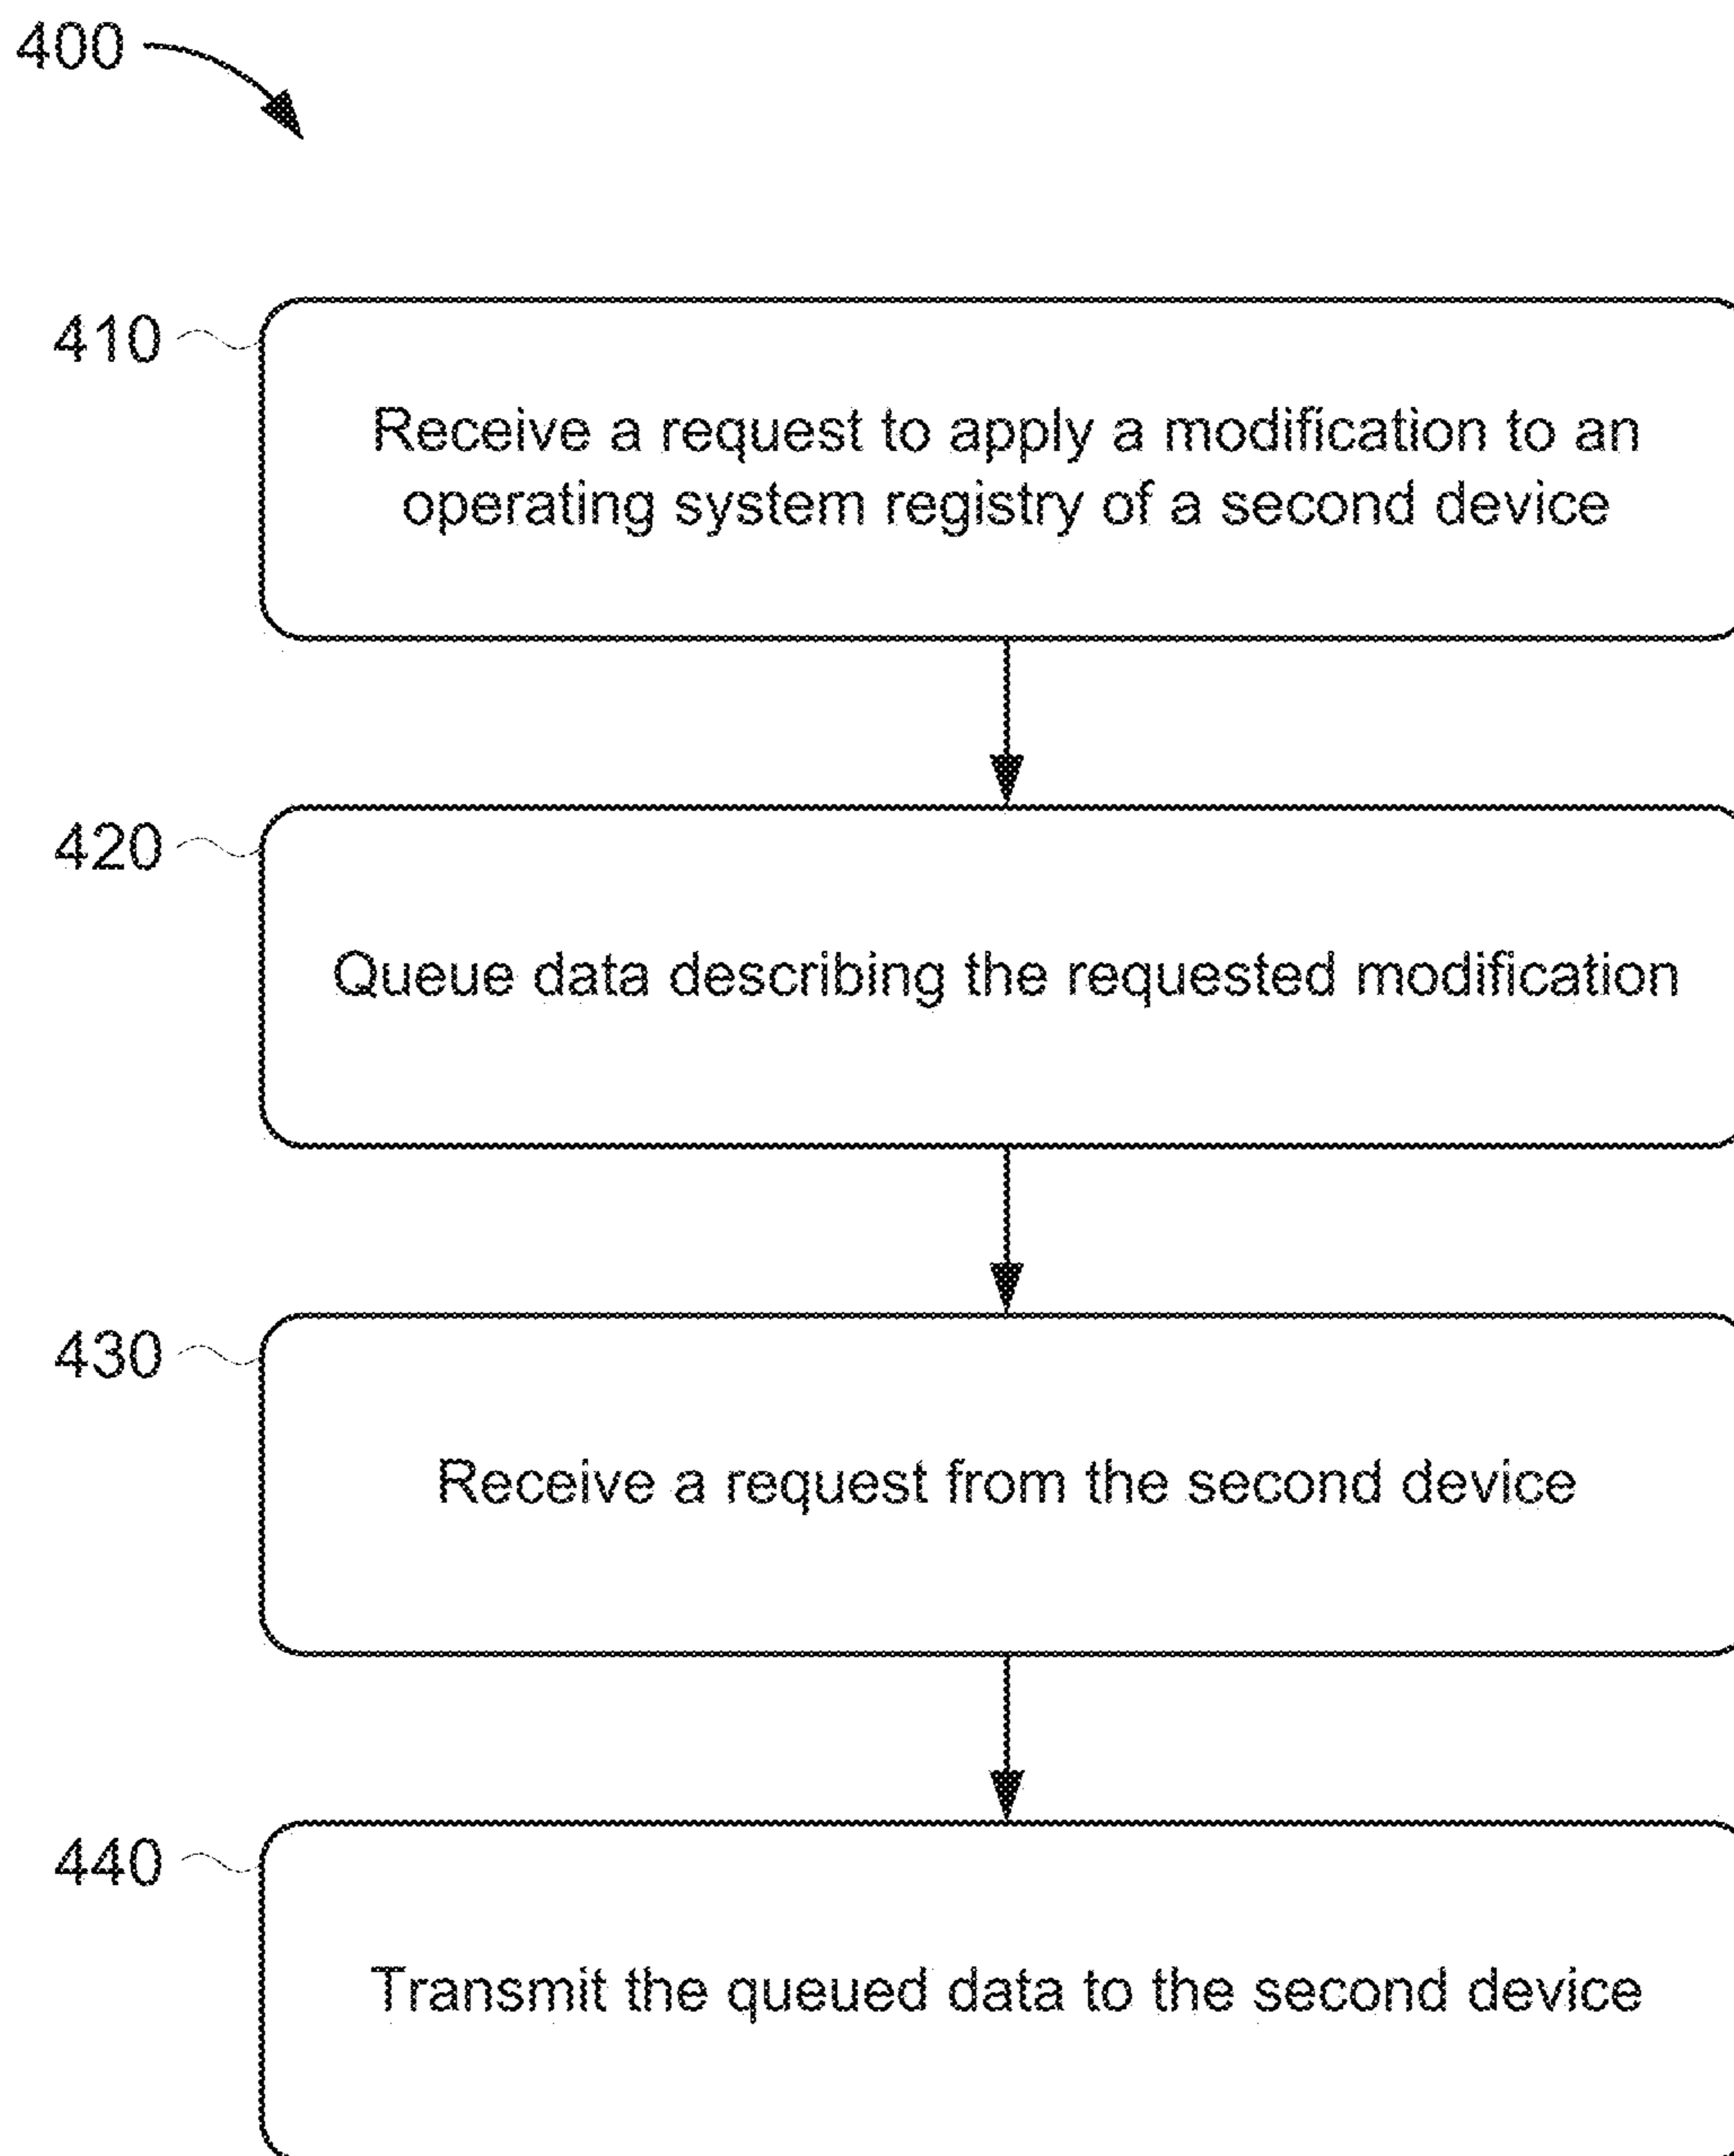 400
410
Receive a request to apply a modification to an
operating system registry of a second device
420
Queue data describing the requested modification
430
Receive a request from the second device
440
Transmit the queued data to the second device